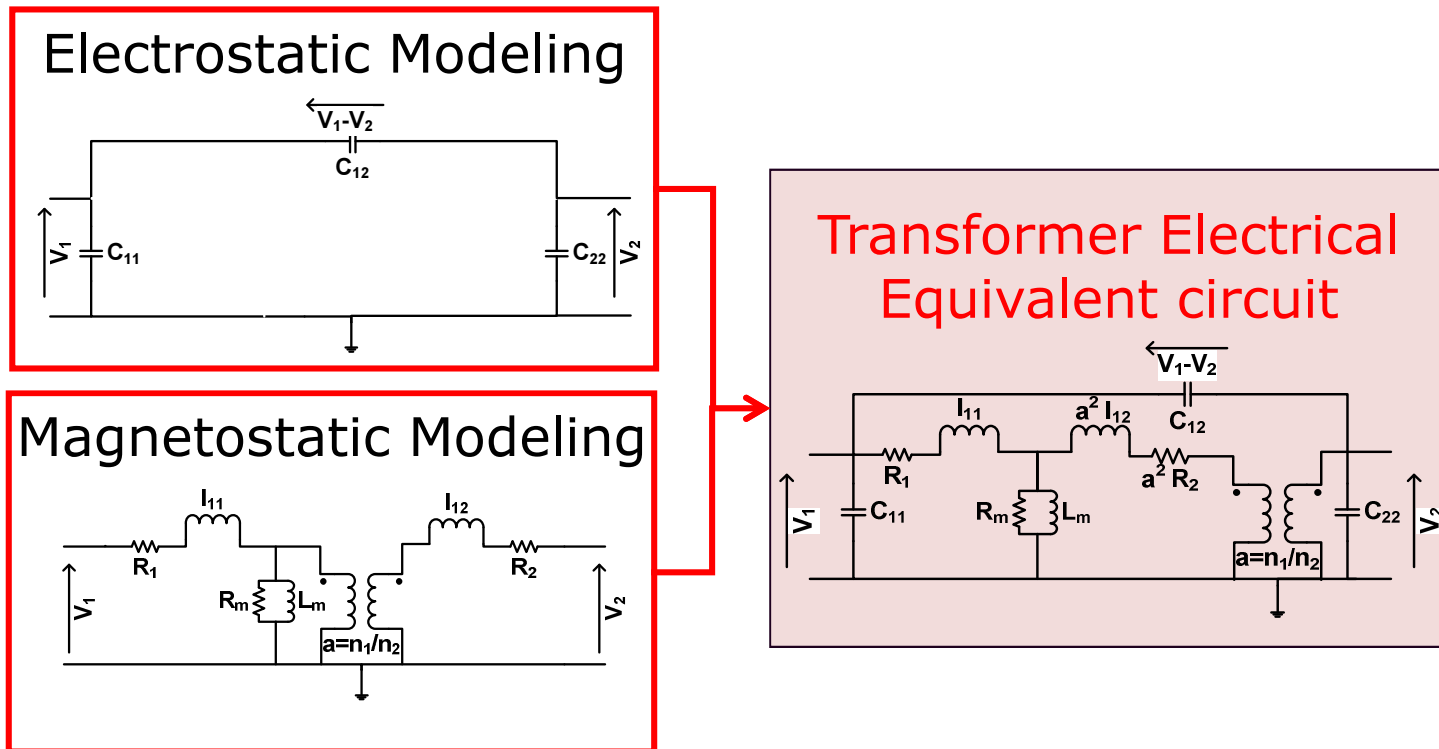 Electrostatic Modeling
V₁-V₂
C₁₂
V₁
C₁₁
C₂₂
V₂
Magnetostatic Modeling
l₁₁
l₁₂
R₁
R₂
V₁
Rₘ
Lₘ
V₂
a=n₁/n₂
Transformer Electrical
Equivalent circuit
V₁-V₂
l₁₁
a² l₁₂
C₁₂
R₁
a² R₂
V₁
C₁₁
Rₘ
Lₘ
C₂₂
V₂
a=n₁/n₂